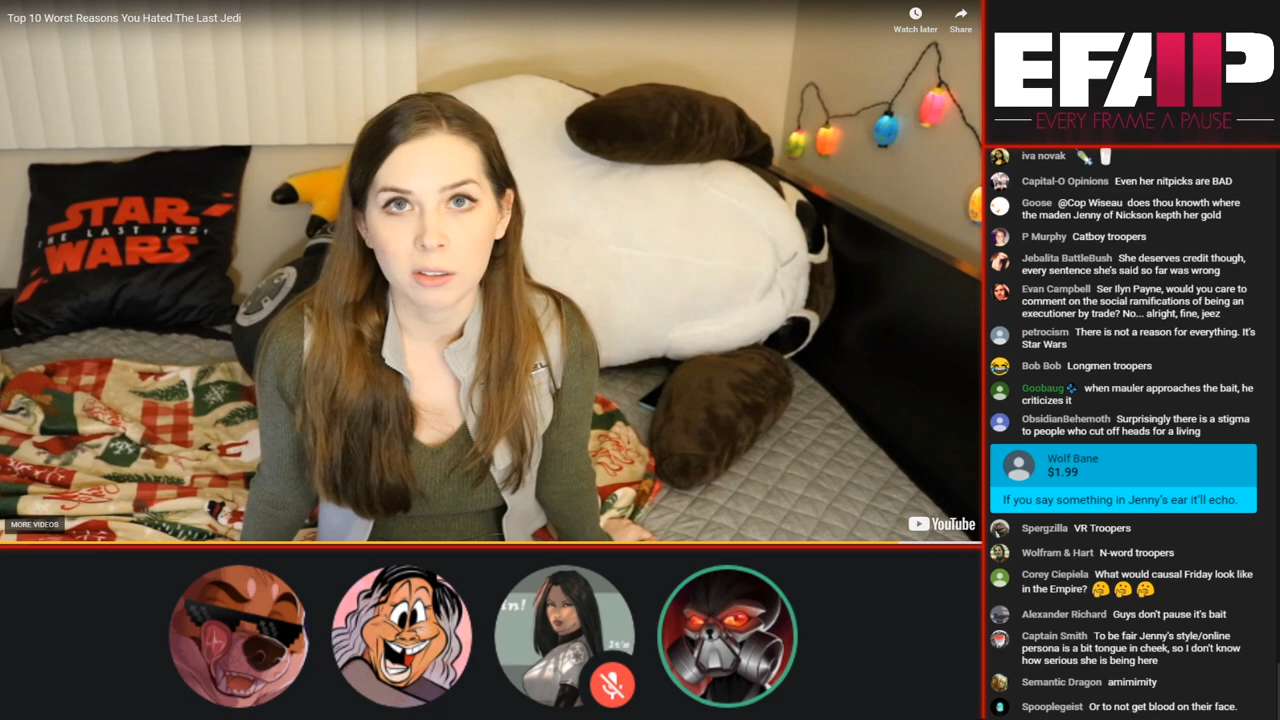 Top 10 Worst Reasons You Hated The Last Jedi
Watch later
Share
STAR
THE LAST JEDI
WARS
MORE VIDEOS
YouTube
EFAP
EVERY FRAME A PAUSE
iva novak
Capital-O Opinions Even her nitpicks are BAD
Goose @Cop Wiseau does thou knowth where
the maden Jenny of Nickson kepth her gold
P Murphy Catboy troopers
Jebalita BattleBush She deserves credit though,
every sentence she's said so far was wrong
Evan Campbell Ser Ilyn Payne, would you care to
comment on the social ramifications of being an
executioner by trade? No... alright, fine, jeez
petrocism There is not a reason for everything. It's
Star Wars
Bob Bob Longmen troopers
Goobaug when mauler approaches the bait, he
criticizes it
ObsidianBehemoth Surprisingly there is a stigma
to people who cut off heads for a living
Wolf Bane
$1.99
If you say something in Jenny's ear it'll echo.
Spergzilla VR Troopers
Wolfram & Hart N-word troopers
Corey Ciepiela What would causal Friday look like
in the Empire? 🤔 🤔 🤔
Alexander Richard Guys don't pause it's bait
Captain Smith To be fair Jenny's style/online
persona is a bit tongue in cheek, so I don't know
how serious she is being here
Semantic Dragon amimimity
Spooplegeist Or to not get blood on their face.
in!
It's